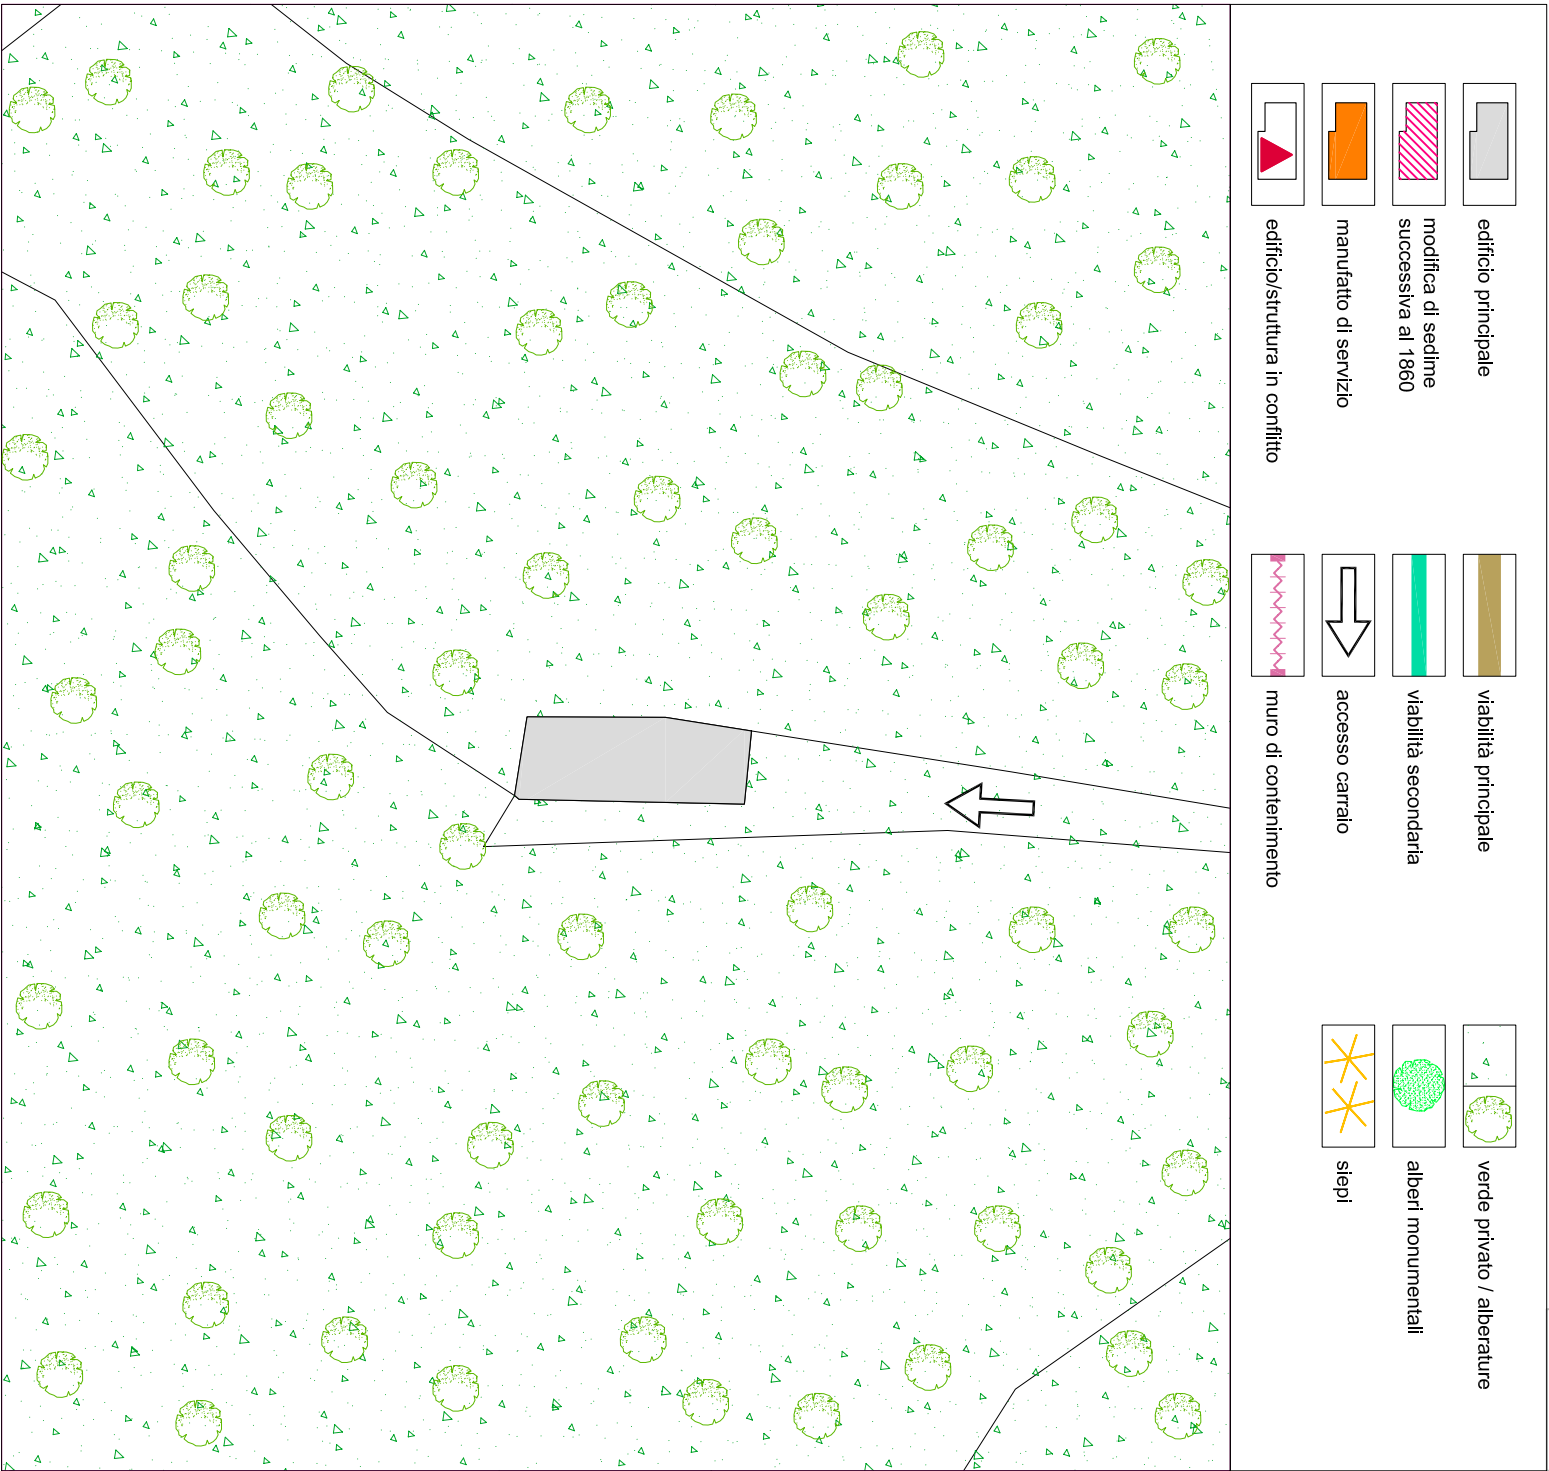 edificio principale
modifica di sedime
successiva al 1860
manufatto di servizio
edificio/struttura in conflitto
viabilità principale
viabilità secondaria
accesso carraio
muro di contenimento
verde privato / alberature
alberi monumentali
siepi